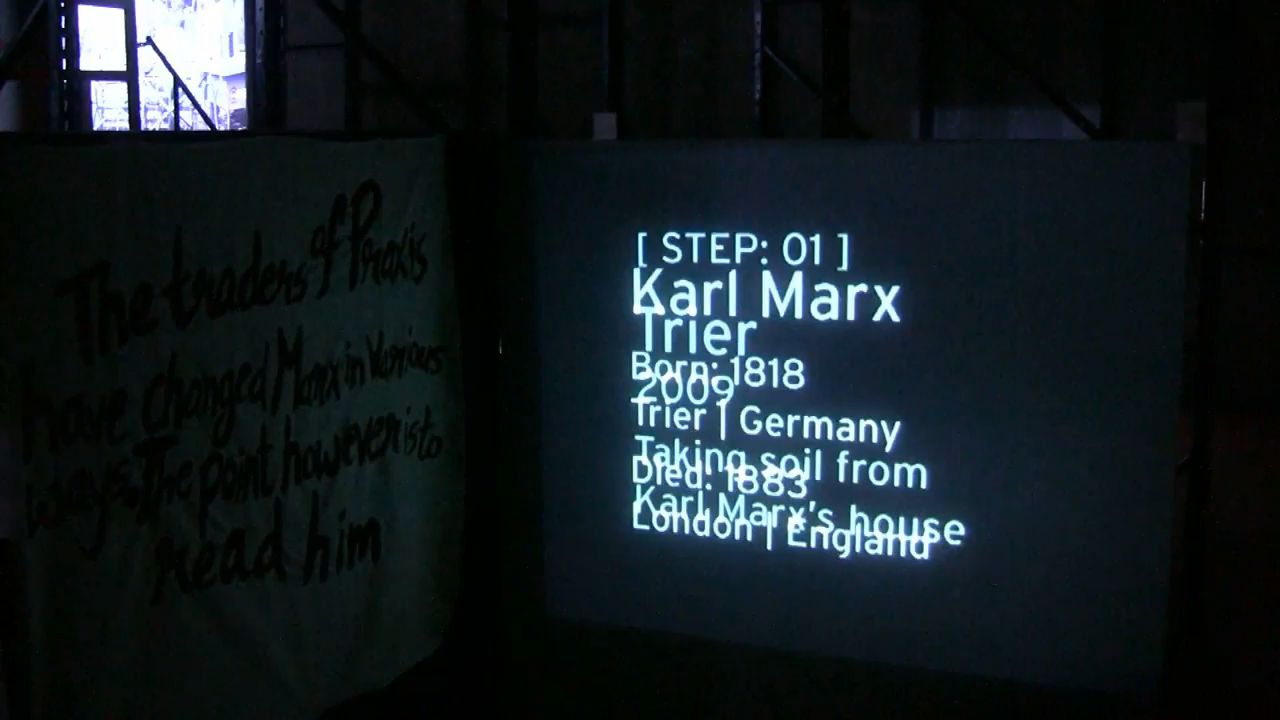 The traders of Praxis
have changed Marx in Various
ways. The point however is to
read him
[ STEP: 01 ]
Karl Marx
Trier
Born: 1818
2009
Trier | Germany
Taking soil from
Died: 1883
Karl Marx's house
London | England